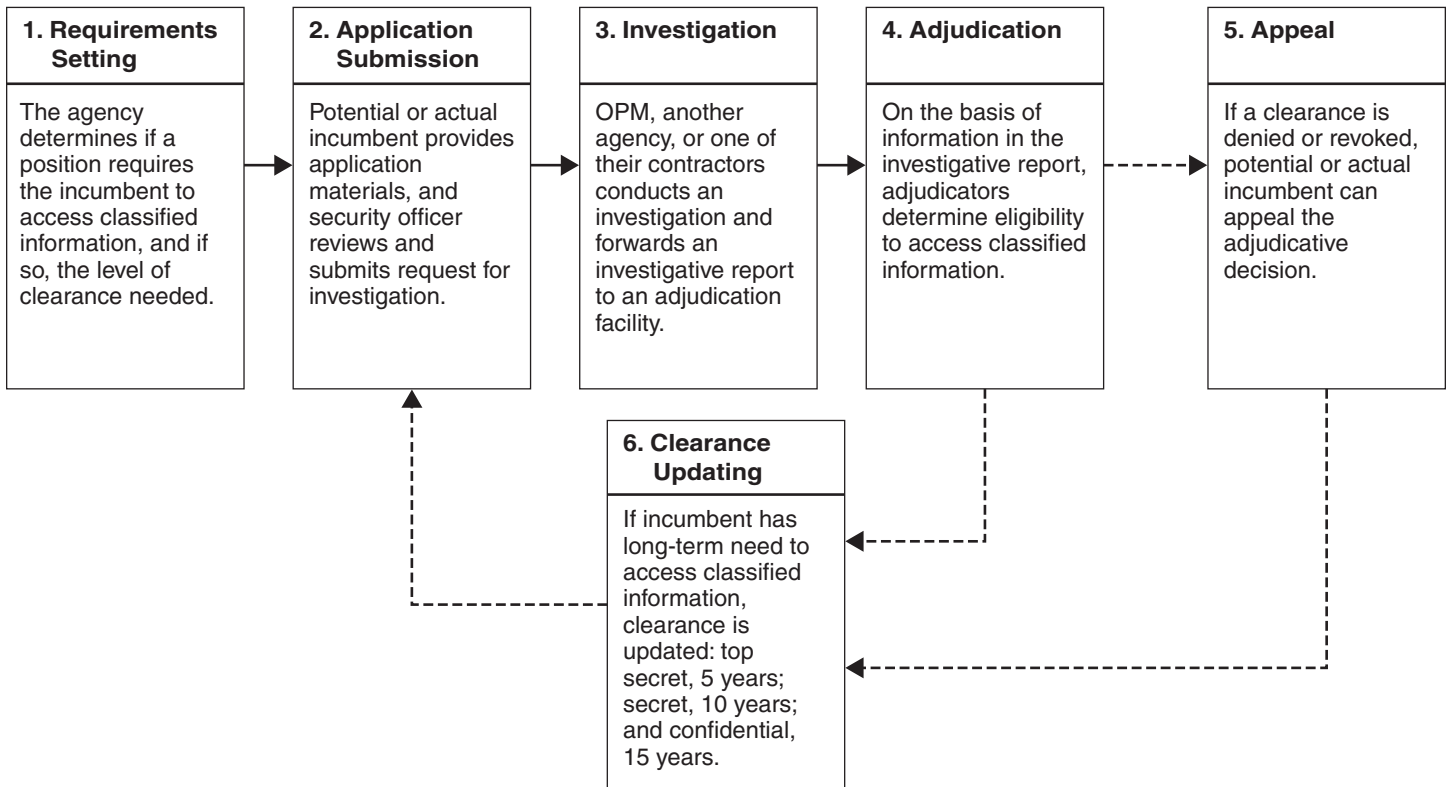 1. Requirements
Setting
The agency
determines if a
position requires
the incumbent to
access classified
information, and if
so, the level of
clearance needed.
2. Application
Submission
Potential or actual
incumbent provides
application
materials, and
security officer
reviews and
submits request for
investigation.
3. Investigation
OPM, another
agency, or one of
their contractors
conducts an
investigation and
forwards an
investigative report
to an adjudication
facility.
4. Adjudication
On the basis of
information in the
investigative report,
adjudicators
determine eligibility
to access classified
information.
5. Appeal
If a clearance is
denied or revoked,
potential or actual
incumbent can
appeal the
adjudicative
decision.
6. Clearance
Updating
If incumbent has
long-term need to
access classified
information,
clearance is
updated: top
secret, 5 years;
secret, 10 years;
and confidential,
15 years.